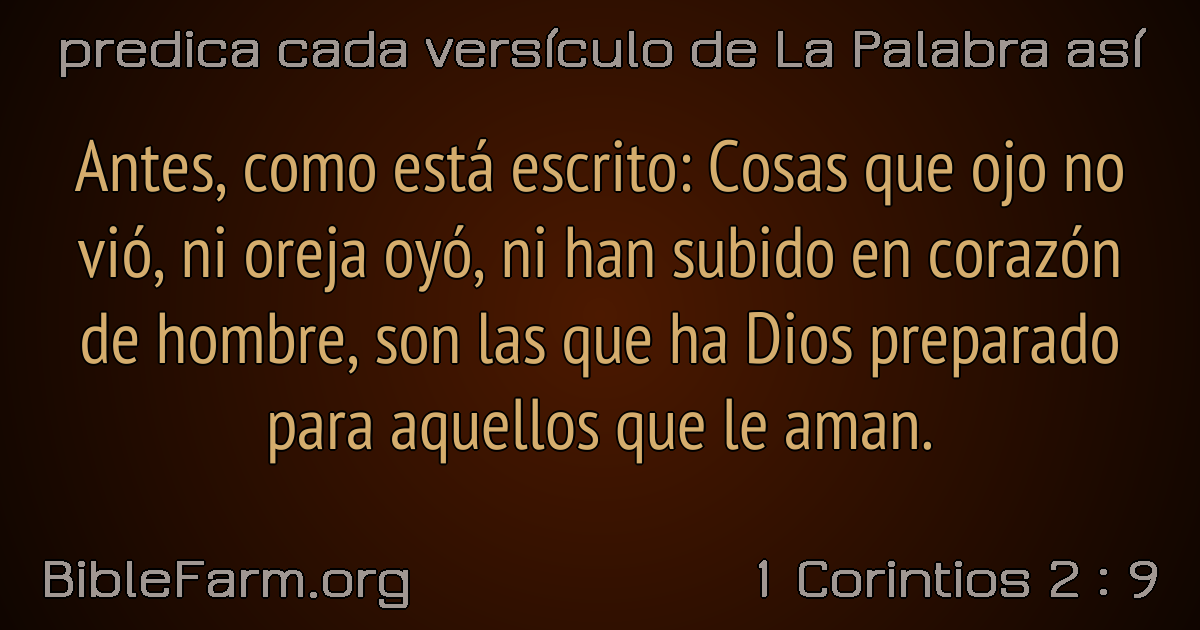 predica cada versículo de La Palabra así
Antes, como está escrito: Cosas que ojo no
vió, ni oreja oyó, ni han subido en corazón
de hombre, son las que ha Dios preparado
para aquellos que le aman.
BibleFarm.org
1 Corintios 2 : 9